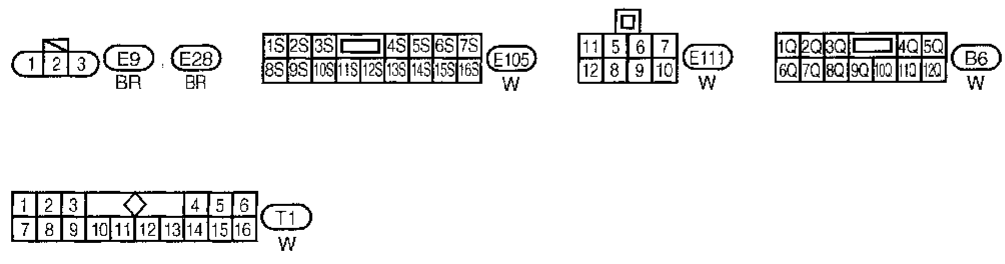 1 2 3 E9 , E28
BR BR
1S 2S 3S 4S 5S 6S 7S
8S 9S 10S 11S 12S 13S 14S 15S 16S
E105
W
11 5 6 7
12 8 9 10
E111
W
1Q 2Q 3Q 4Q 5Q
6Q 7Q 8Q 9Q 10Q 11Q 12Q
B6
W
1 2 3 4 5 6
7 8 9 10 11 12 13 14 15 16
T1
W